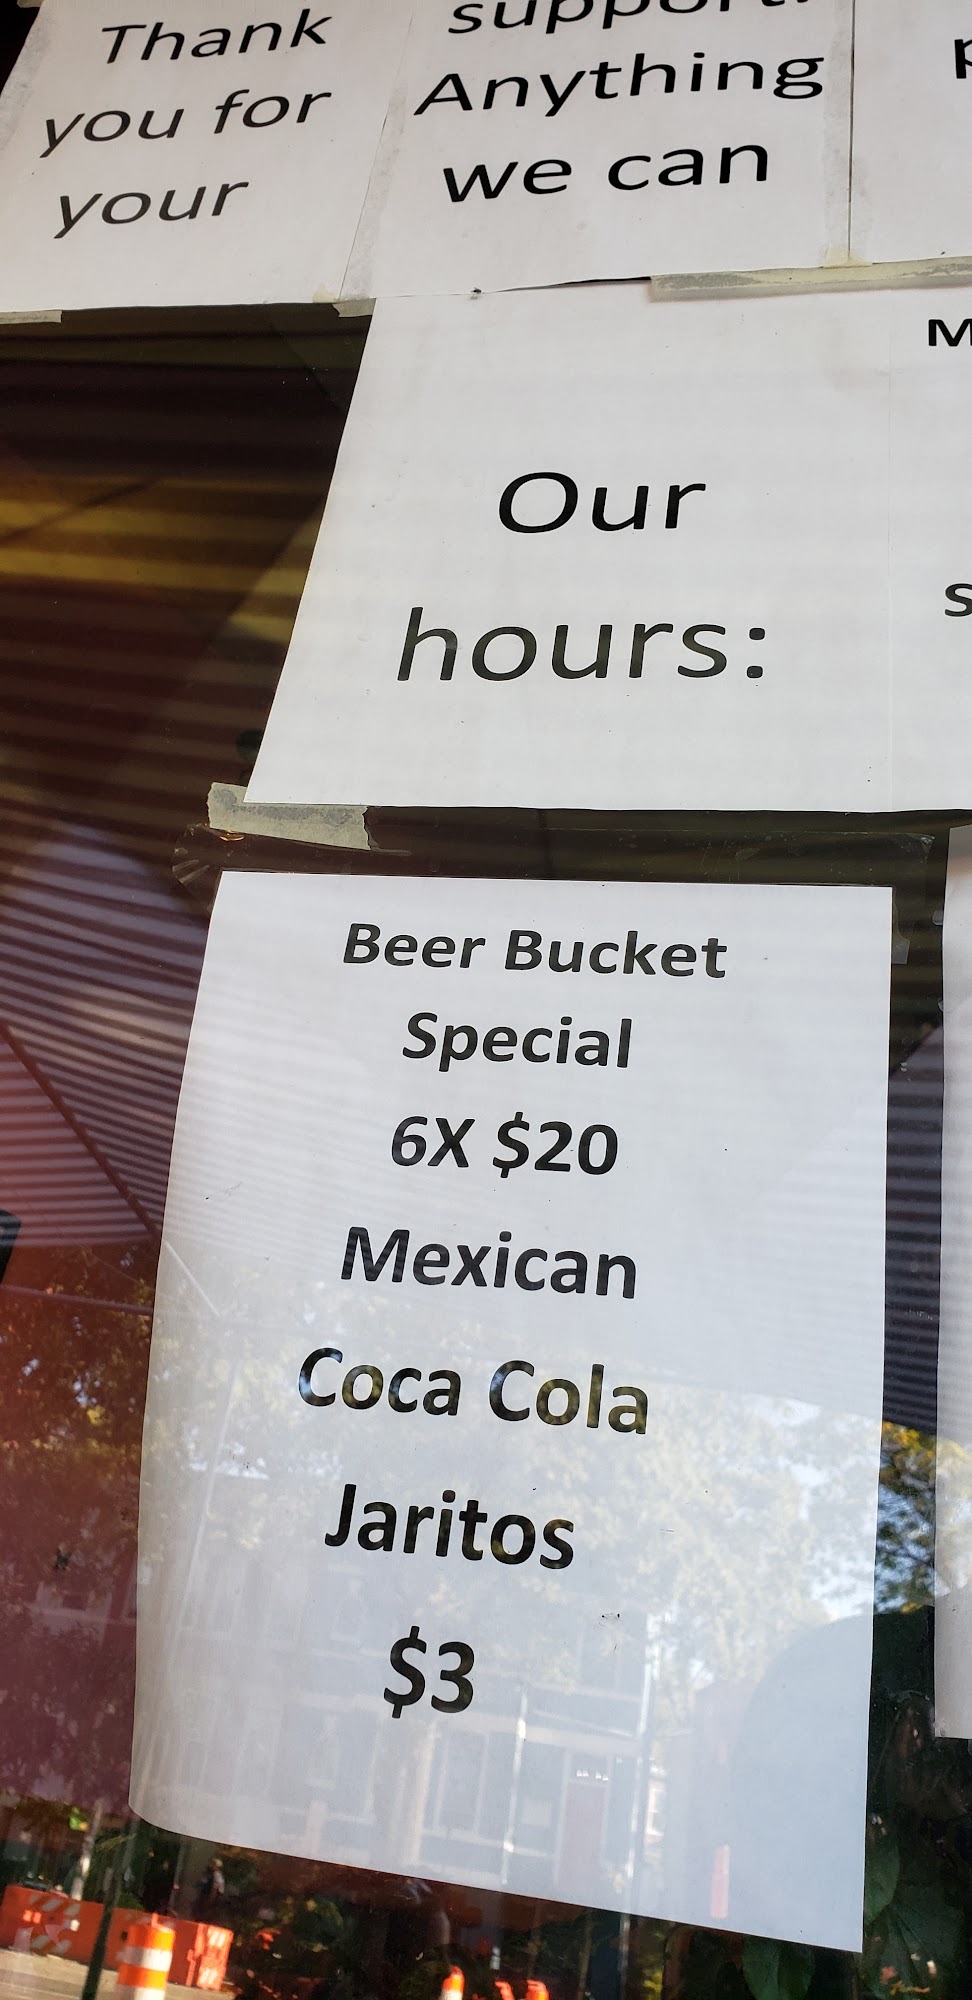 Thank
you for
your
support.
Anything
we can
Our
hours:
Beer Bucket
Special
6X $20
Mexican
Coca Cola
Jaritos
$3